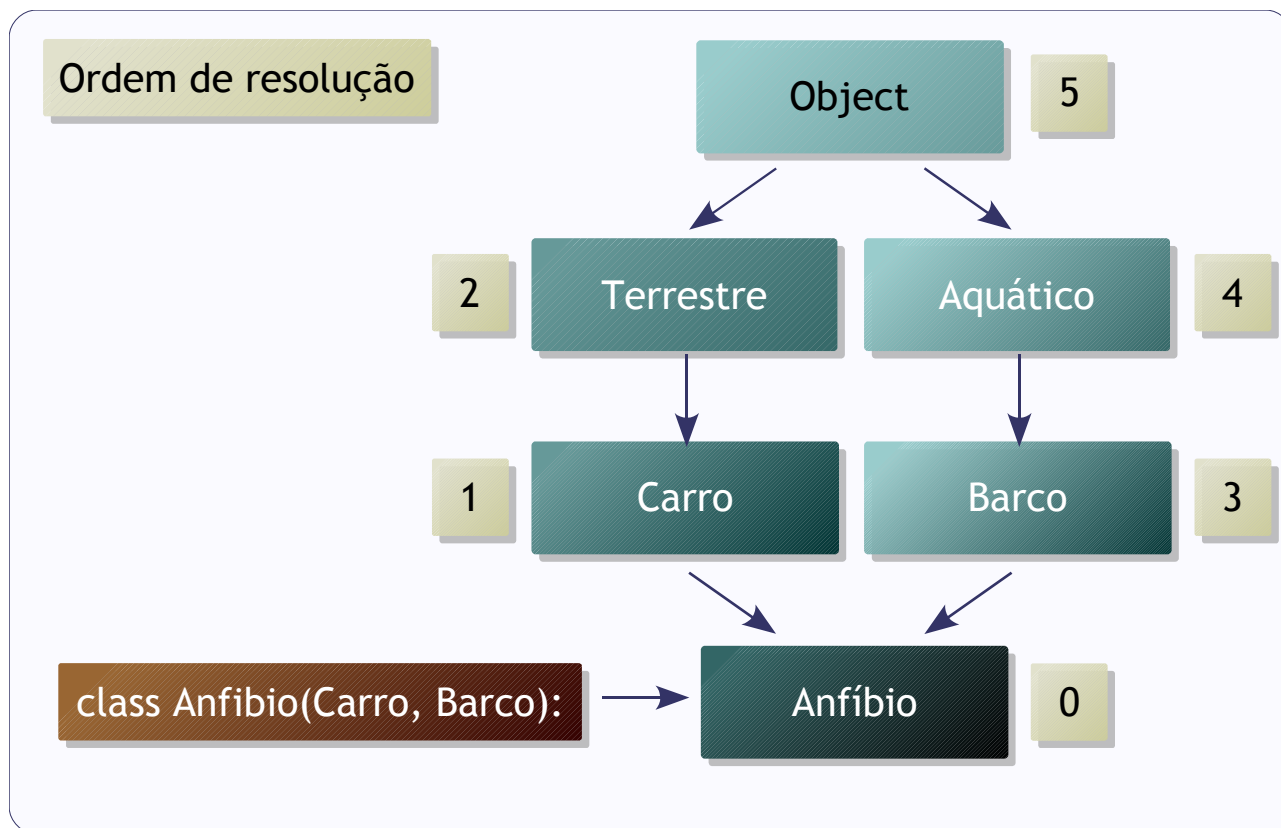 Ordem de resolução
Object
5
2
Terrestre
Aquático
4
1
Carro
Barco
3
class Anfibio(Carro, Barco):
Anfíbio
0